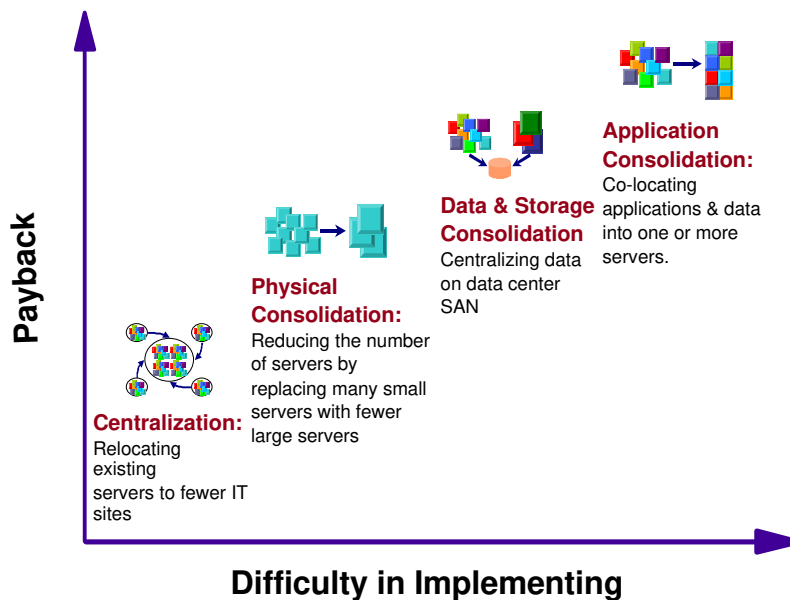 Payback
Application
Consolidation:
Co-locating
applications & data
into one or more
servers.
Data & Storage
Consolidation
Centralizing data
on data center
SAN
Physical
Consolidation:
Reducing the number
of servers by
replacing many small
servers with fewer
large servers
Centralization:
Relocating
existing
servers to fewer IT
sites
Difficulty in Implementing